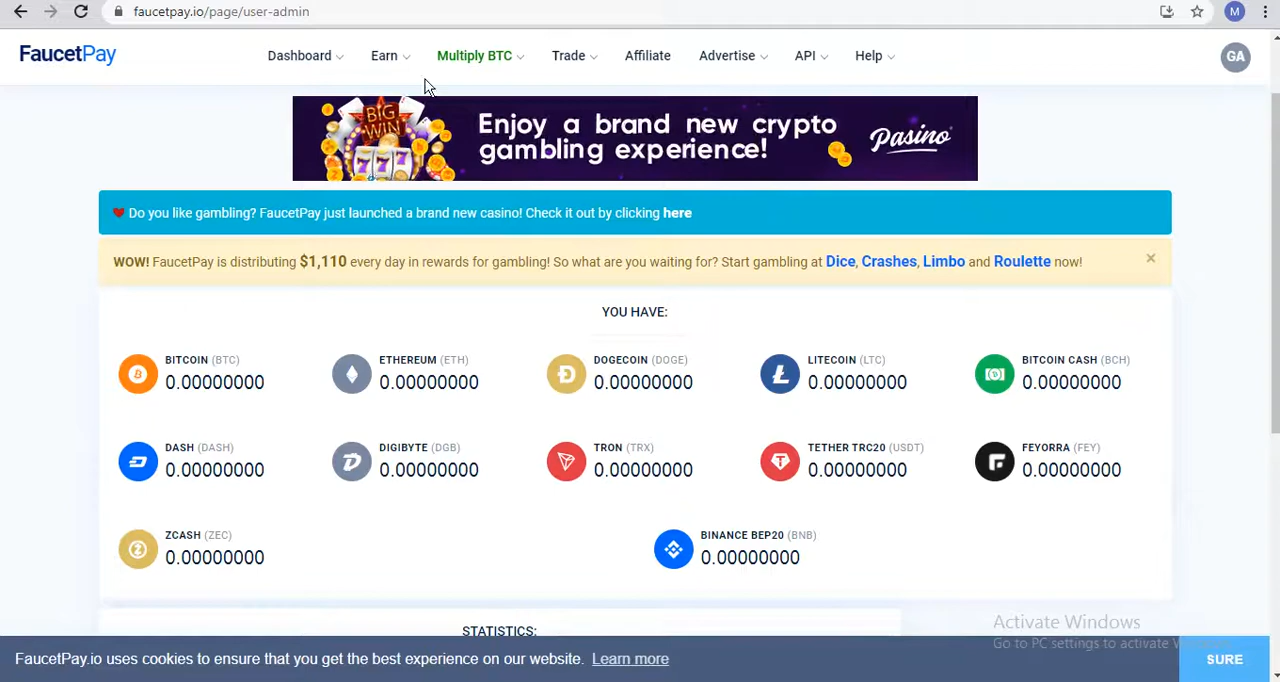 faucetpay.io/page/user-admin
M
FaucetPay
Dashboard
Earn
Multiply BTC
Trade
Affiliate
Advertise
API
Help
GA
BIG WIN
777
Enjoy a brand new crypto
gambling experience!
Pasino
Do you like gambling? FaucetPay just launched a brand new casino! Check it out by clicking here
WOW! FaucetPay is distributing $1,110 every day in rewards for gambling! So what are you waiting for? Start gambling at Dice, Crashes, Limbo and Roulette now!
×
YOU HAVE:
BITCOIN (BTC)
0.00000000
ETHEREUM (ETH)
0.00000000
DOGECOIN (DOGE)
0.00000000
LITECOIN (LTC)
0.00000000
BITCOIN CASH (BCH)
0.00000000
DASH (DASH)
0.00000000
DIGIBYTE (DGB)
0.00000000
TRON (TRX)
0.00000000
TETHER TRC20 (USDT)
0.00000000
FEYORRA (FEY)
0.00000000
ZCASH (ZEC)
0.00000000
BINANCE BEP20 (BNB)
0.00000000
STATISTICS:
Activate Windows
Go to PC settings to activate Windows.
FaucetPay.io uses cookies to ensure that you get the best experience on our website. Learn more
SURE